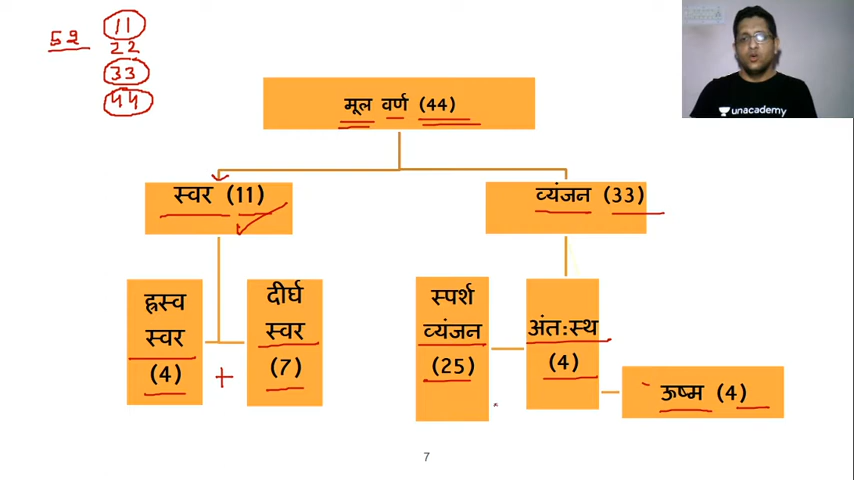 52
11
22
33
44
unacademy
मूल वर्ण (44)
स्वर (11)
व्यंजन (33)
ह्रस्व
स्वर
(4)
+
दीर्घ
स्वर
(7)
स्पर्श
व्यंजन
(25)
अंत:स्थ
(4)
ऊष्म (4)
7